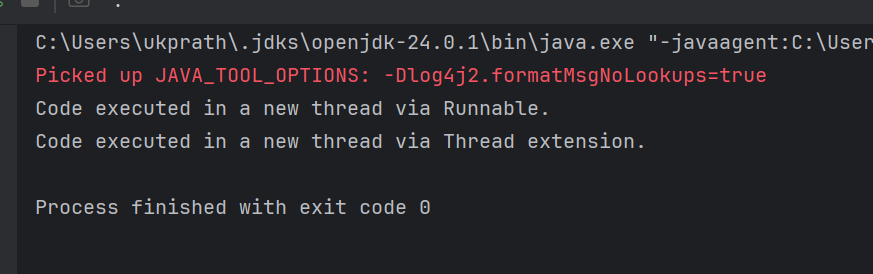 C:\Users\ukprath\.jdks\openjdk-24.0.1\bin\java.exe "-javaagent:C:\User
Picked up JAVA_TOOL_OPTIONS: -Dlog4j2.formatMsgNoLookups=true
Code executed in a new thread via Runnable.
Code executed in a new thread via Thread extension.
Process finished with exit code 0